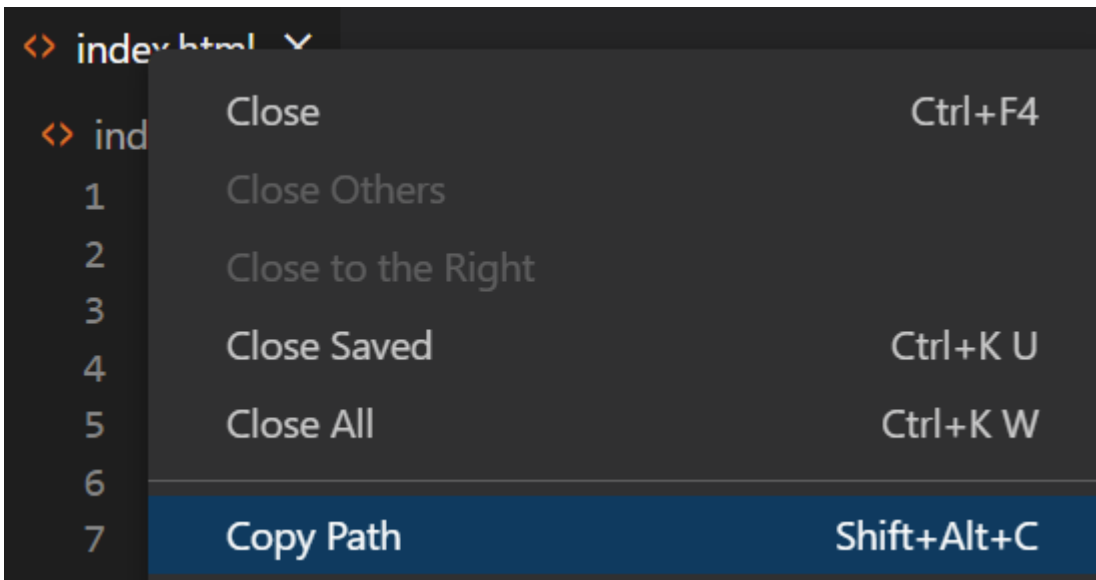 index.html
Close Ctrl+F4
ind
1
Close Others
2
Close to the Right
3
Close Saved Ctrl+K U
4
5
Close All Ctrl+K W
6
7
Copy Path Shift+Alt+C